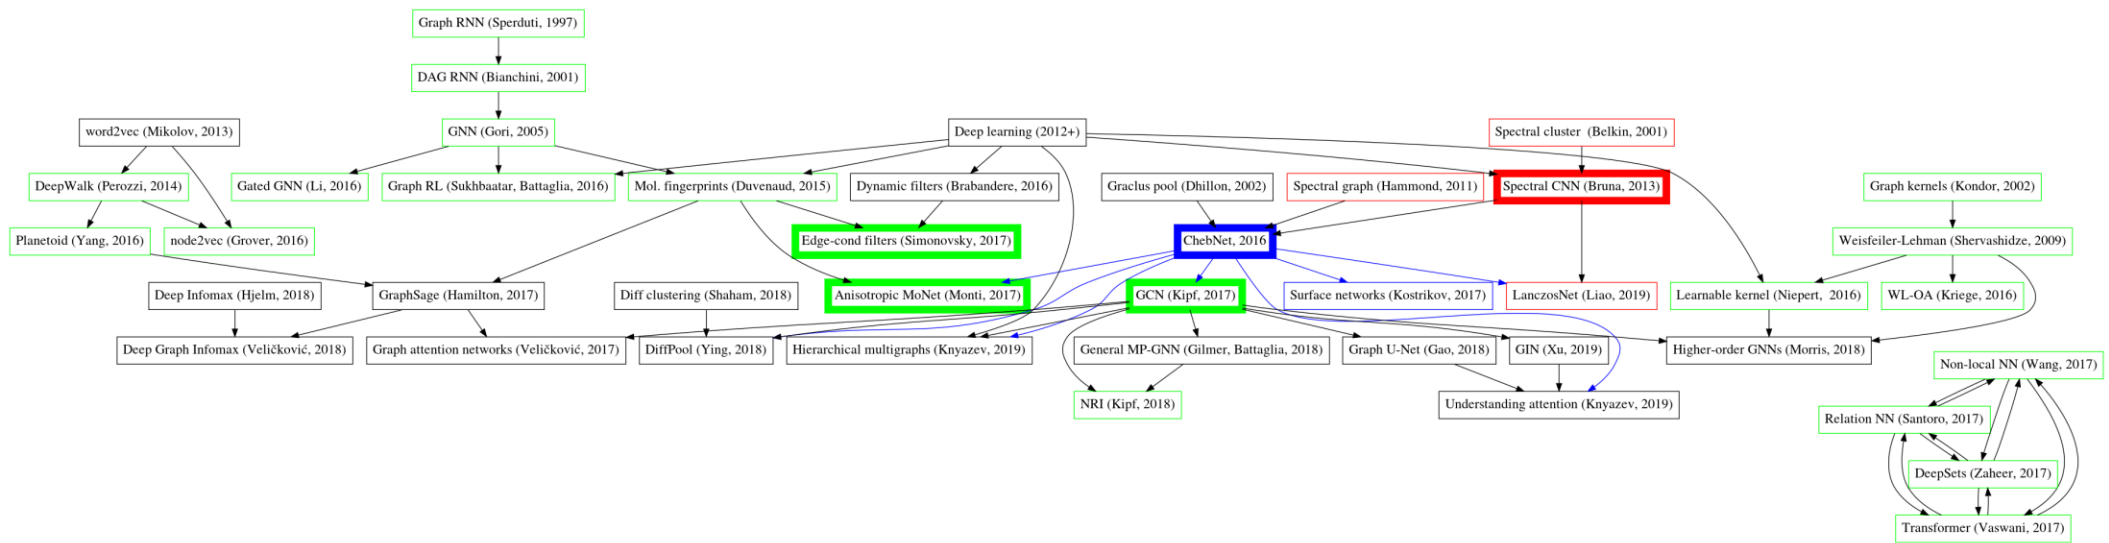 Graph RNN (Sperduti, 1997)
DAG RNN (Bianchini, 2001)
word2vec (Mikolov, 2013)
GNN (Gori, 2005)
Deep learning (2012+)
Spectral cluster (Belkin, 2001)
DeepWalk (Perozzi, 2014)
Gated GNN (Li, 2016)
Graph RL (Sukhbaatar, Battaglia, 2016)
Mol. fingerprints (Duvenaud, 2015)
Dynamic filters (Brabandere, 2016)
Graclus pool (Dhillon, 2002)
Spectral graph (Hammond, 2011)
Spectral CNN (Bruna, 2013)
Graph kernels (Kondor, 2002)
Planetoid (Yang, 2016)
node2vec (Grover, 2016)
Edge-cond filters (Simonovsky, 2017)
ChebNet, 2016
Weisfeiler-Lehman (Shervashidze, 2009)
Deep Infomax (Hjelm, 2018)
GraphSage (Hamilton, 2017)
Diff clustering (Shaham, 2018)
Anisotropic MoNet (Monti, 2017)
GCN (Kipf, 2017)
Surface networks (Kostrikov, 2017)
LanczosNet (Liao, 2019)
Learnable kernel (Niepert, 2016)
WL-OA (Kriege, 2016)
Deep Graph Infomax (Veličković, 2018)
Graph attention networks (Veličković, 2017)
DiffPool (Ying, 2018)
Hierarchical multigraphs (Knyazev, 2019)
General MP-GNN (Gilmer, Battaglia, 2018)
Graph U-Net (Gao, 2018)
GIN (Xu, 2019)
Higher-order GNNs (Morris, 2018)
Non-local NN (Wang, 2017)
NRI (Kipf, 2018)
Understanding attention (Knyazev, 2019)
Relation NN (Santoro, 2017)
DeepSets (Zaheer, 2017)
Transformer (Vaswani, 2017)